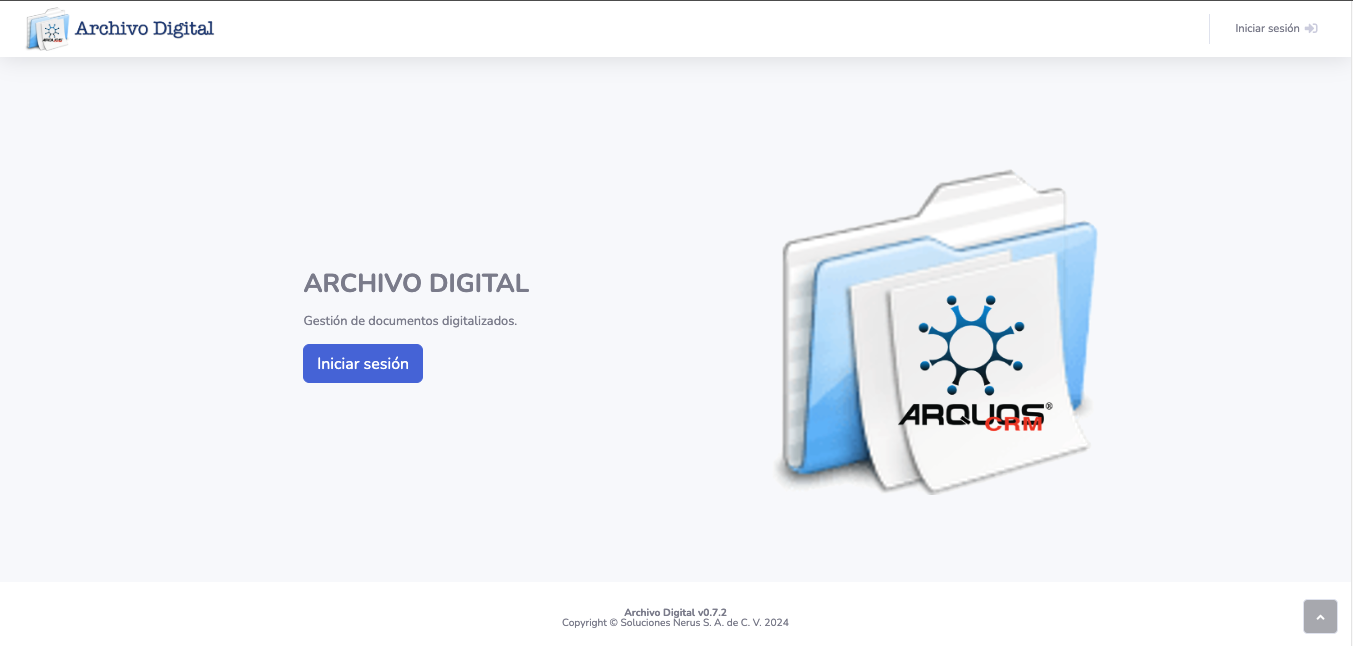 Archivo Digital
Iniciar sesión
ARCHIVO DIGITAL
Gestión de documentos digitalizados.
Iniciar sesión
ARQUOS®
CRM
Archivo Digital v0.7.2
Copyright © Soluciones Nerus S. A. de C. V. 2024